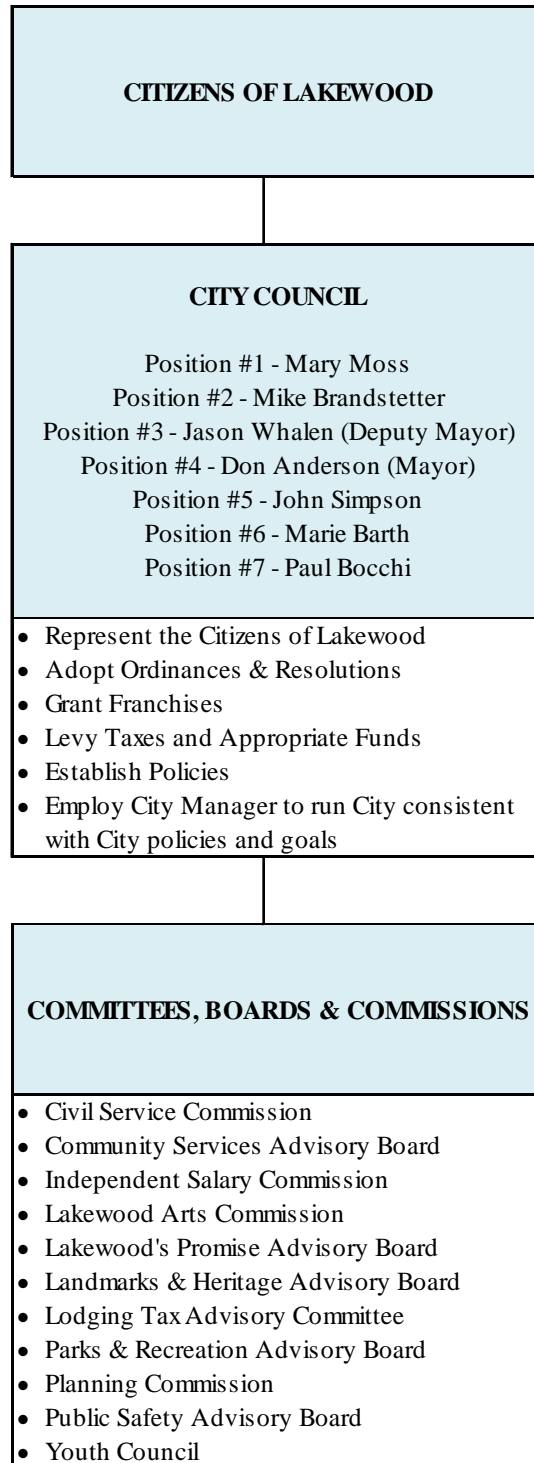 CITIZENS OF LAKEWOOD
CITY COUNCIL
Position #1 - Mary Moss
Position #2 - Mike Brandstetter
Position #3 - Jason Whalen (Deputy Mayor)
Position #4 - Don Anderson (Mayor)
Position #5 - John Simpson
Position #6 - Marie Barth
Position #7 - Paul Bocchi
• Represent the Citizens of Lakewood
• Adopt Ordinances & Resolutions
• Grant Franchises
• Levy Taxes and Appropriate Funds
• Establish Policies
• Employ City Manager to run City consistent
with City policies and goals
COMMITTEES, BOARDS & COMMISSIONS
• Civil Service Commission
• Community Services Advisory Board
• Independent Salary Commission
• Lakewood Arts Commission
• Lakewood's Promise Advisory Board
• Landmarks & Heritage Advisory Board
• Lodging Tax Advisory Committee
• Parks & Recreation Advisory Board
• Planning Commission
• Public Safety Advisory Board
• Youth Council